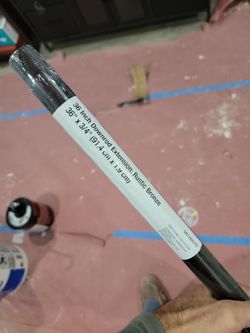 36 Inch Downrod Extension, Rustic Bronze
36" x 3/4" (91.4 cm x 1.9 cm)